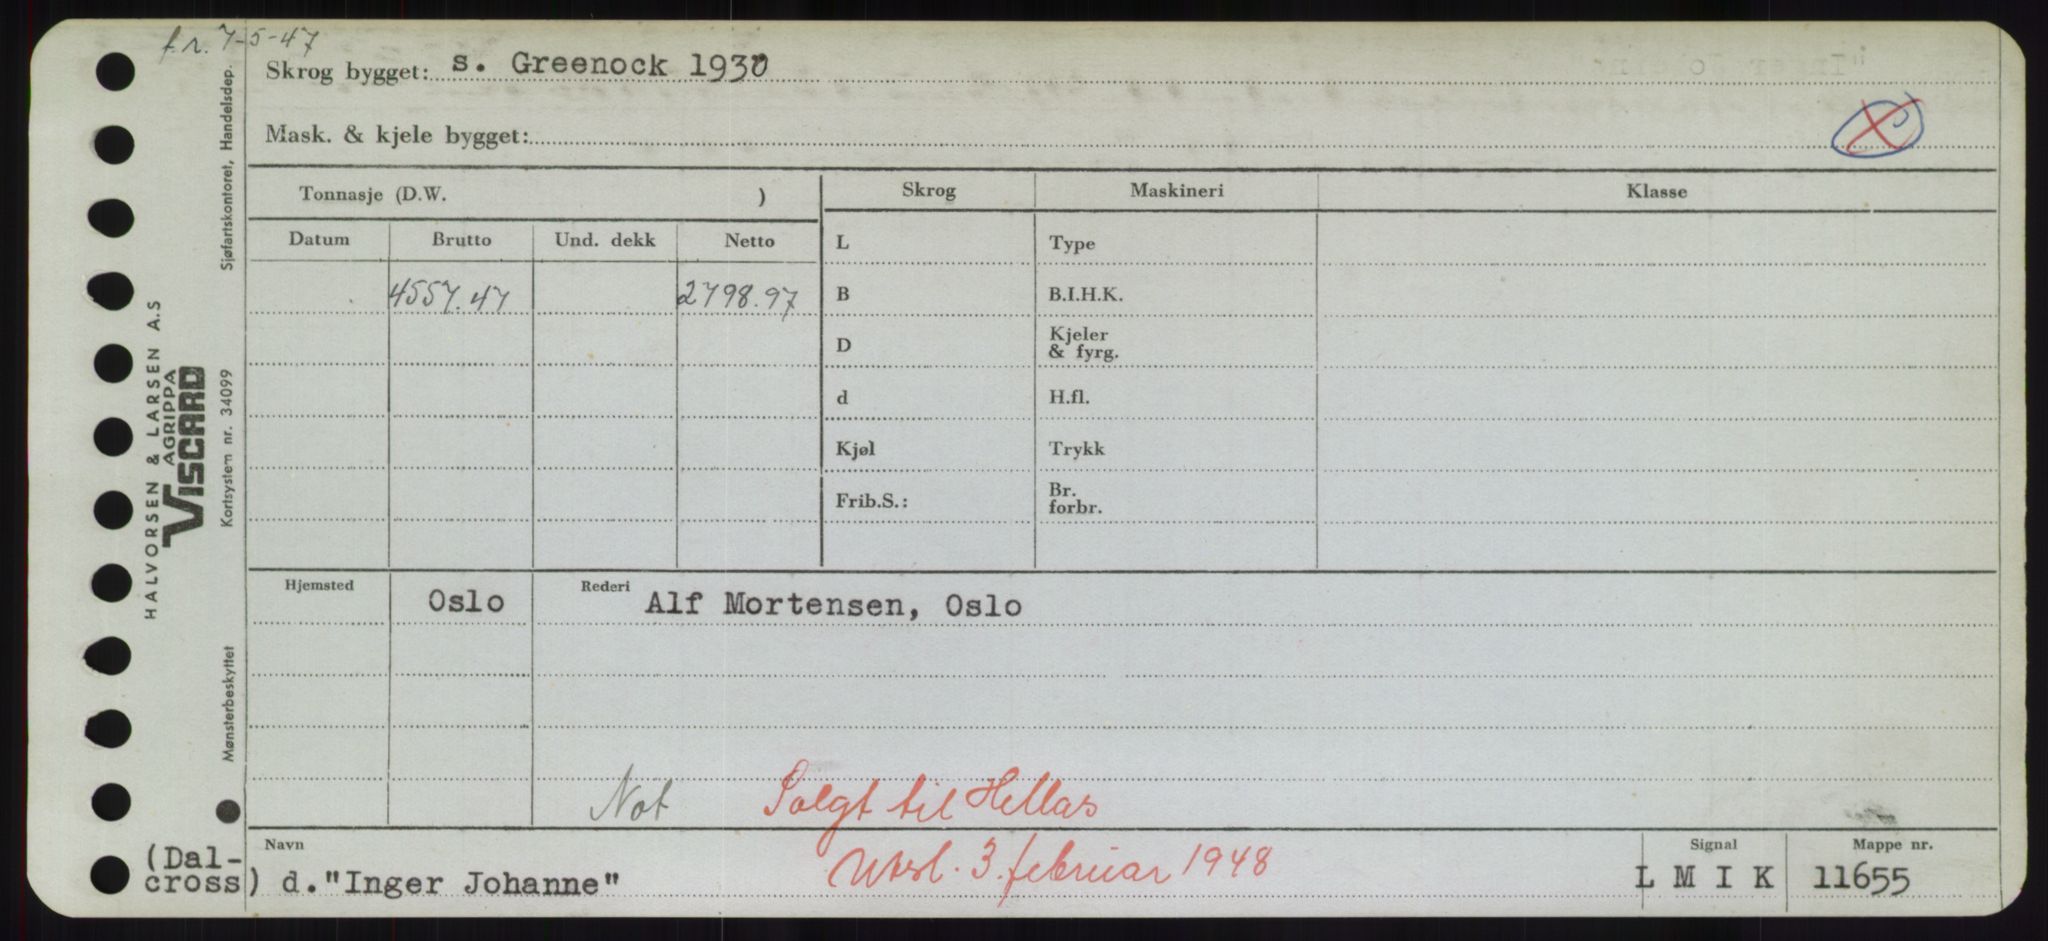 f.r. 7-5-47
Skrog bygget: s. Greenock 1930
Mask. & kjele bygget:
Tonnasje (D.W. )
Skrog Maskineri Klasse
Datum Brutto Und. dekk Netto
L Type
4557.47 2798.97
B B.I.H.K.
D Kjeler & fyrg.
d H.fl.
Kjøl Trykk
Frib.S.: Br. forbr.
Hjemsted Oslo Rederi Alf Mortensen, Oslo
Not Solgt til Hellas
Navn (Dal-cross) d. "Inger Johanne"
Utsl. 3. februar 1948
Signal L M I K
Mappe nr. 11655
Sjøfartskontoret, Handelsdep.
Kortsystem nr. 34099
Mønsterbeskyttet
HALVORSEN & LARSEN A.S
AGRIPPA
VISCARD